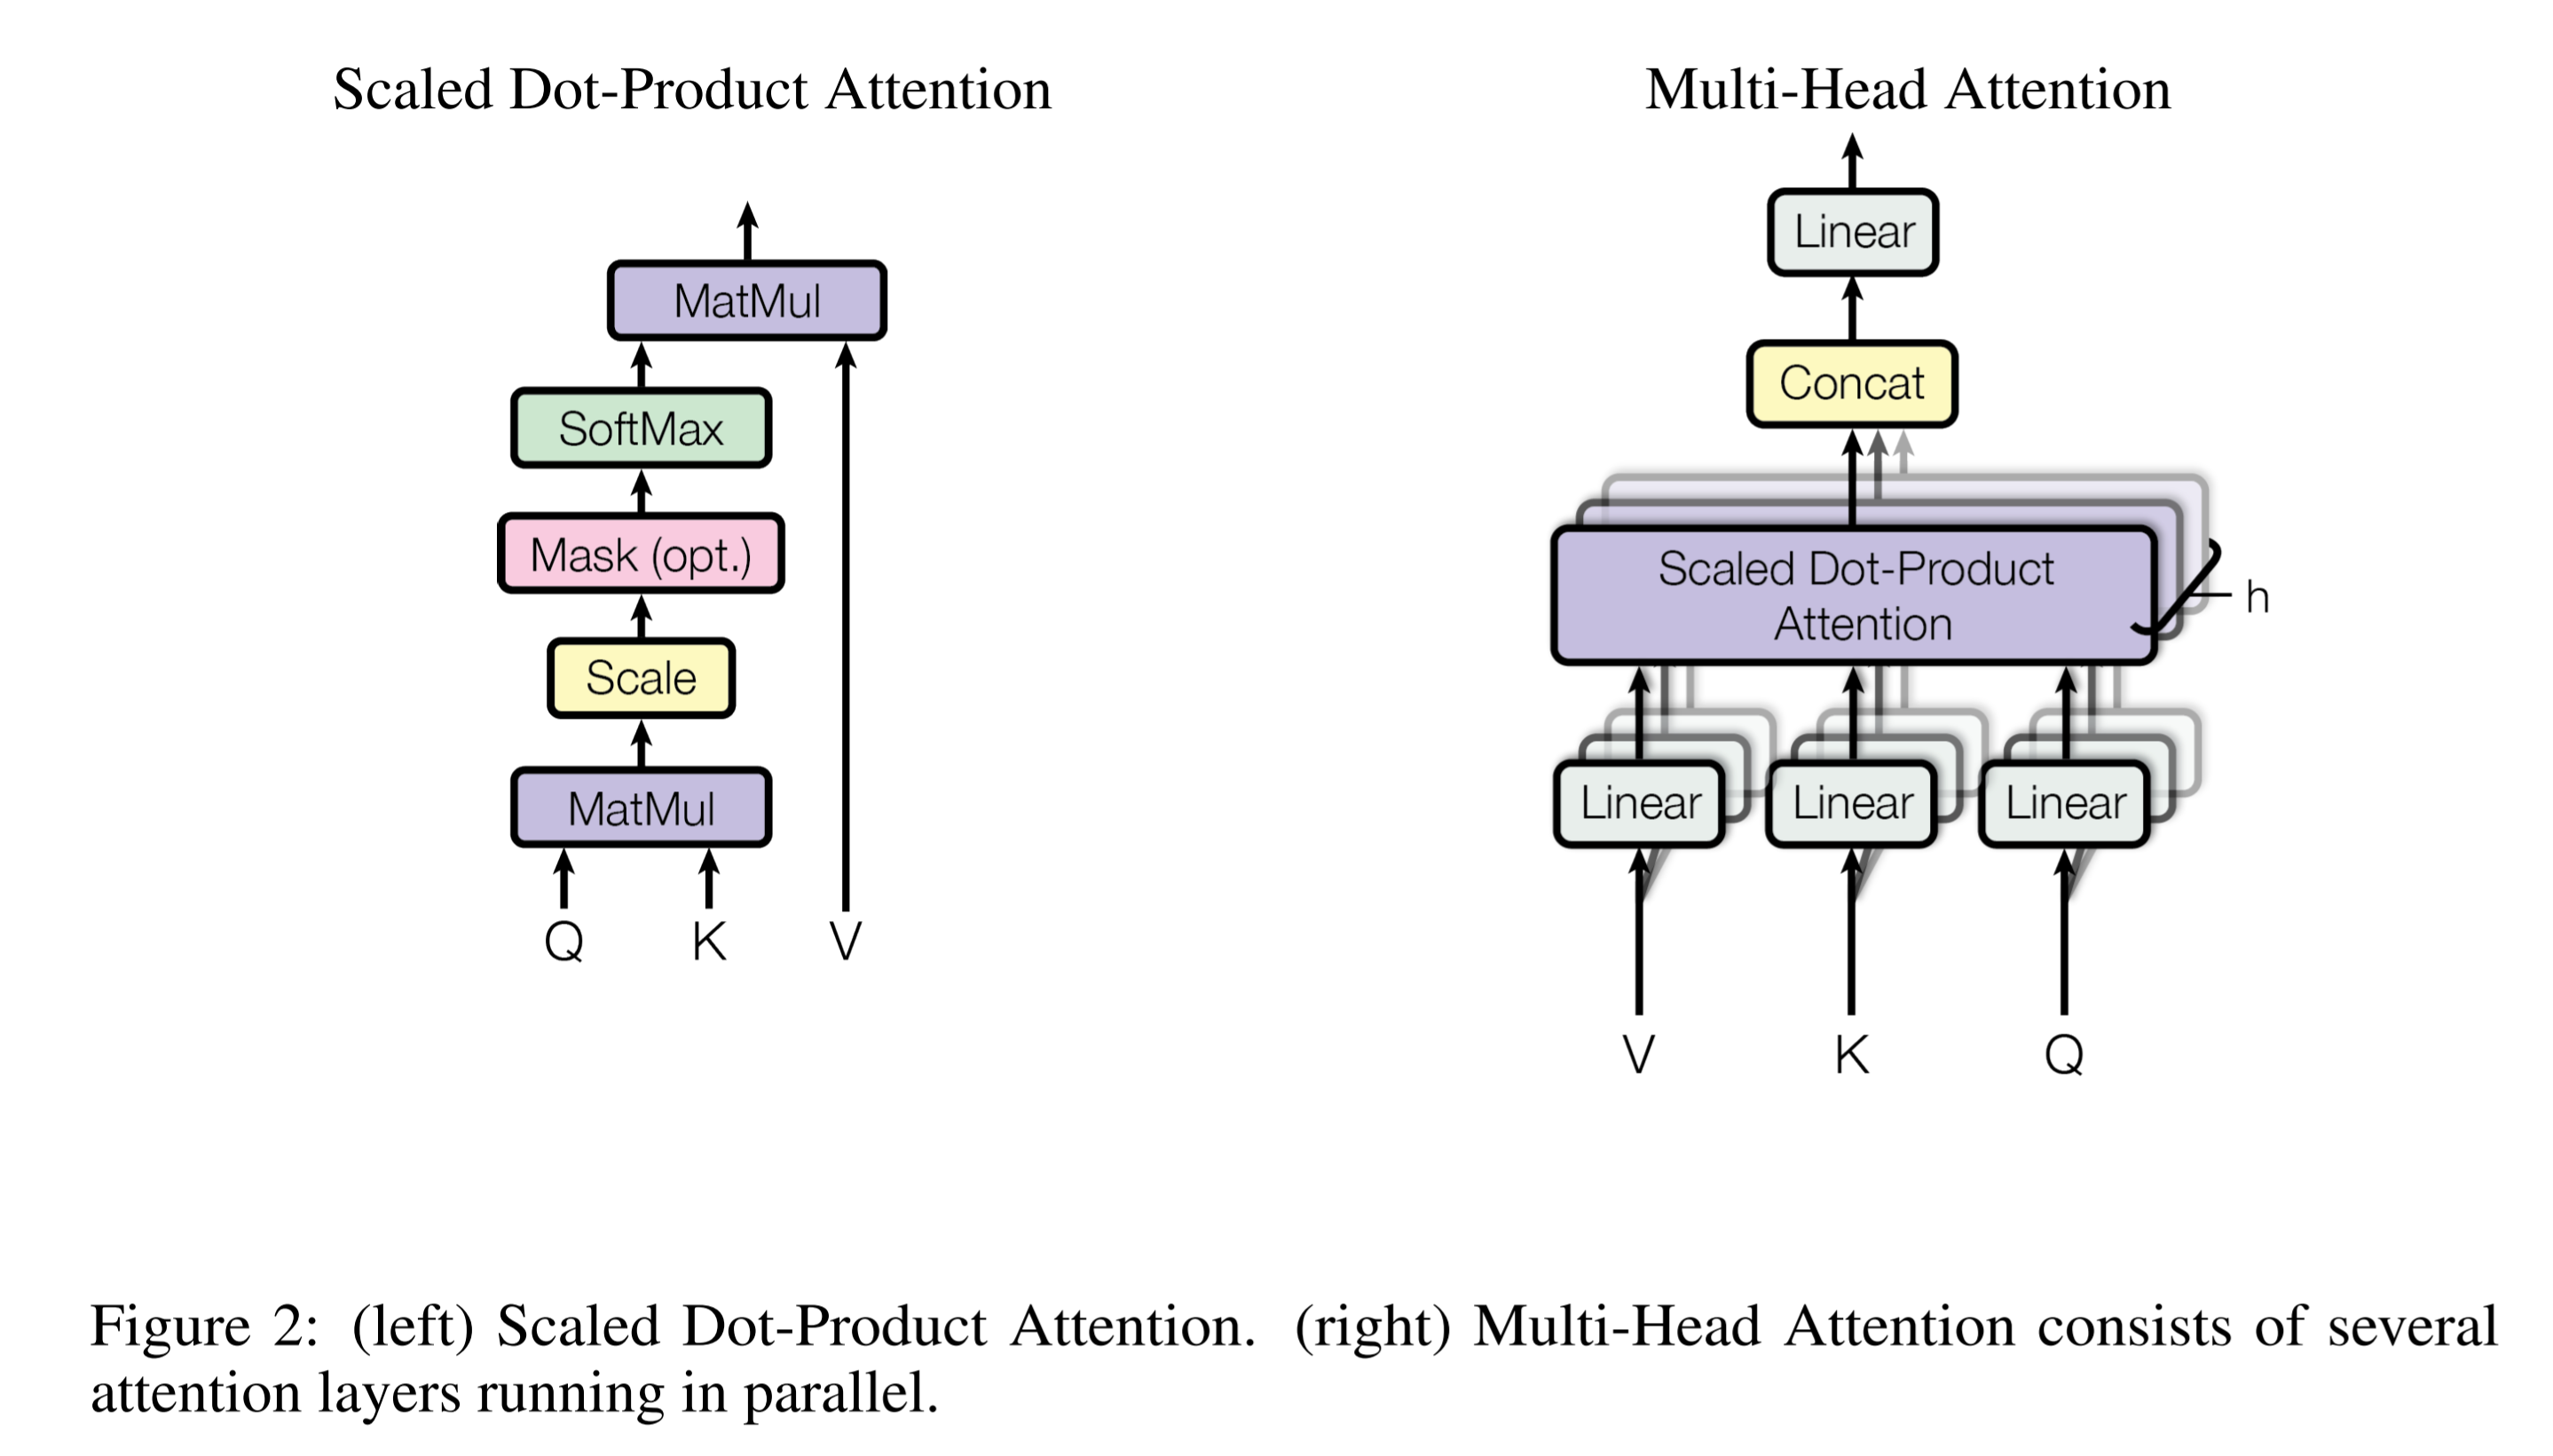 Scaled Dot-Product Attention
MatMul
SoftMax
Mask (opt.)
Scale
MatMul
Q K V
Multi-Head Attention
Linear
Concat
Scaled Dot-Product
Attention
h
Linear Linear Linear
V K Q
Figure 2: (left) Scaled Dot-Product Attention. (right) Multi-Head Attention consists of several
attention layers running in parallel.